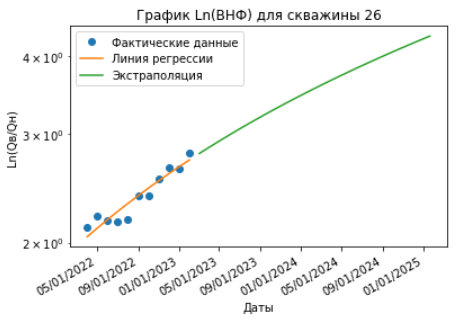 График Ln(ВНФ) для скважины 26
Фактические данные
Линия регрессии
Экстраполяция
Ln(Qв/Qн)
4 × 10⁰
3 × 10⁰
2 × 10⁰
05/01/2022
09/01/2022
01/01/2023
05/01/2023
09/01/2023
01/01/2024
05/01/2024
09/01/2024
01/01/2025
Даты